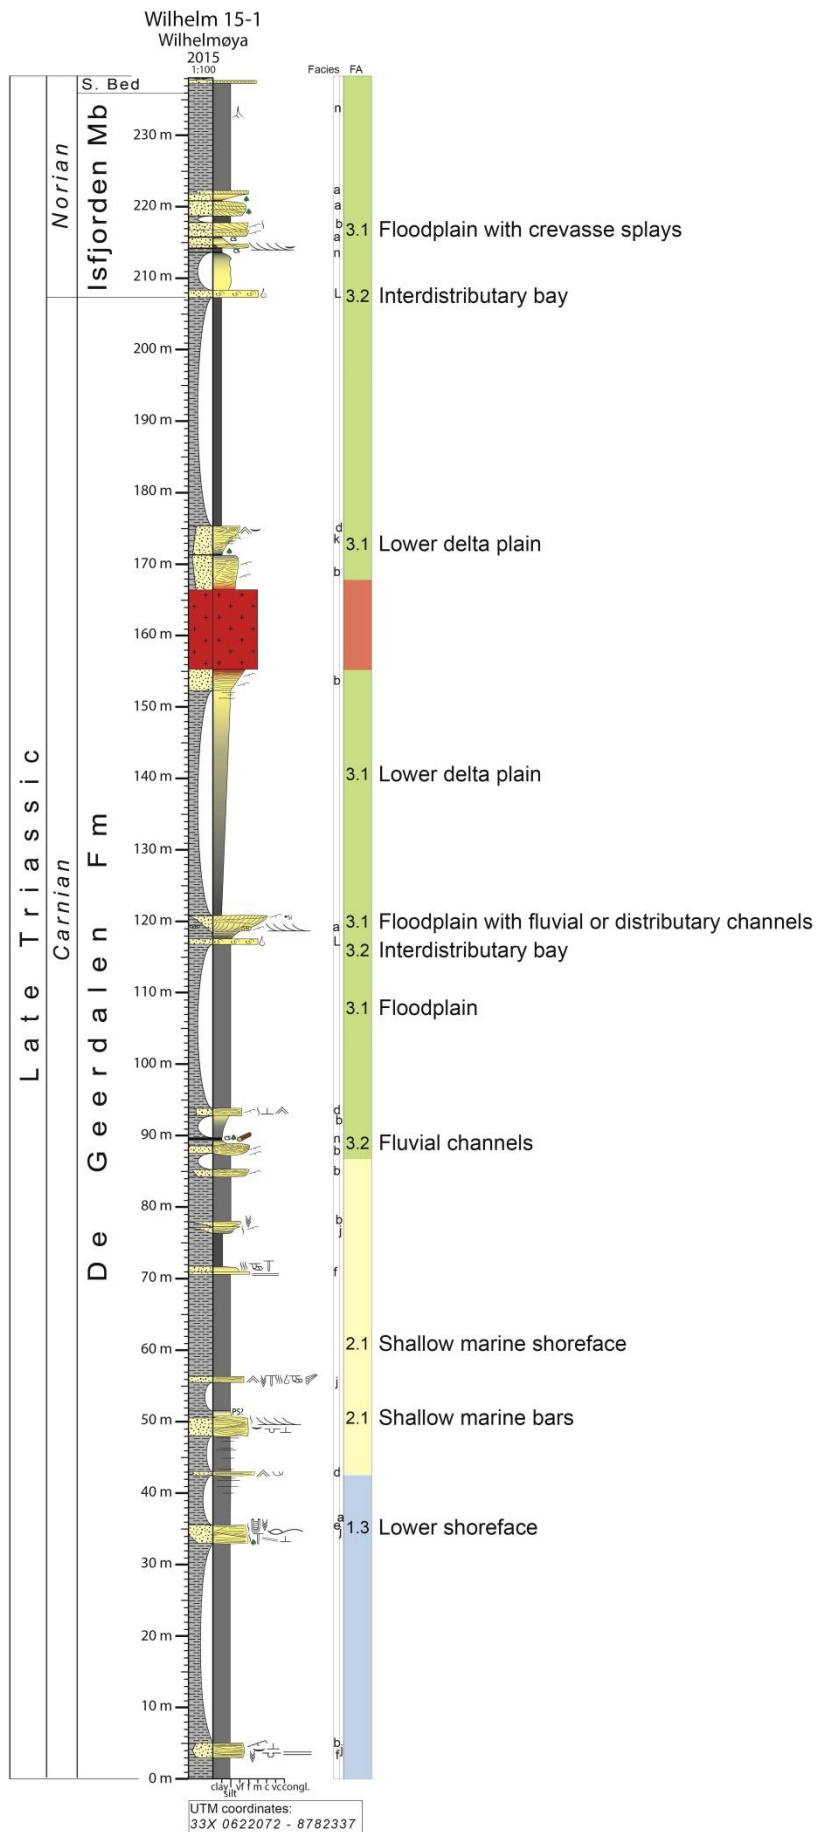 Wilhelm 15-1
Wilhelmøya
2015
1:100
Facies FA
S. Bed
n
230 m
a
220 m
a
b
3.1 Floodplain with crevasse splays
a
cs
cs
n
210 m
L
3.2 Interdistributary bay
200 m
190 m
180 m
d
k
3.1 Lower delta plain
170 m
b
160 m
b
150 m
140 m
3.1 Lower delta plain
130 m
120 m
a
3.1 Floodplain with fluvial or distributary channels
L
3.2 Interdistributary bay
110 m
3.1 Floodplain
100 m
d
b
90 m
cs
n
3.2 Fluvial channels
b
b
80 m
b
j
70 m
f
60 m
2.1 Shallow marine shoreface
j
PS?
50 m
2.1 Shallow marine bars
d
40 m
a
e
j
1.3 Lower shoreface
30 m
20 m
10 m
b
j
f
0 m
clay vf f m c vc congl.
silt
UTM coordinates:
33X 0622072 - 8782337
Late Triasssic
Norian
Carnian
Isfjorden Mb
De Geerdalen Fm